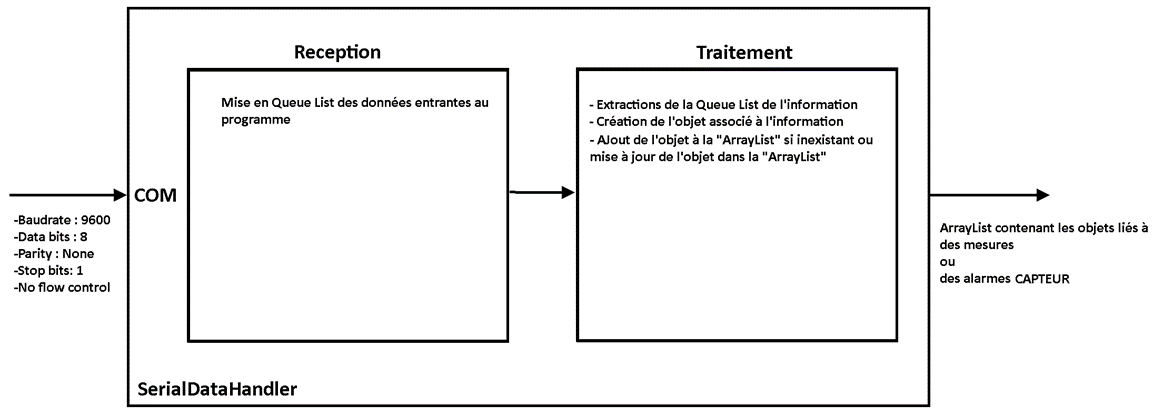 Reception
Traitement
Mise en Queue List des données entrantes au
programme
- Extractions de la Queue List de l'information
- Création de l'objet associé à l'information
- AJout de l'objet à la "ArrayList" si inexistant ou
mise à jour de l'objet dans la "ArrayList"
COM
-Baudrate : 9600
-Data bits : 8
-Parity : None
-Stop bits: 1
-No flow control
ArrayList contenant les objets liés à
des mesures
ou
des alarmes CAPTEUR
SerialDataHandler